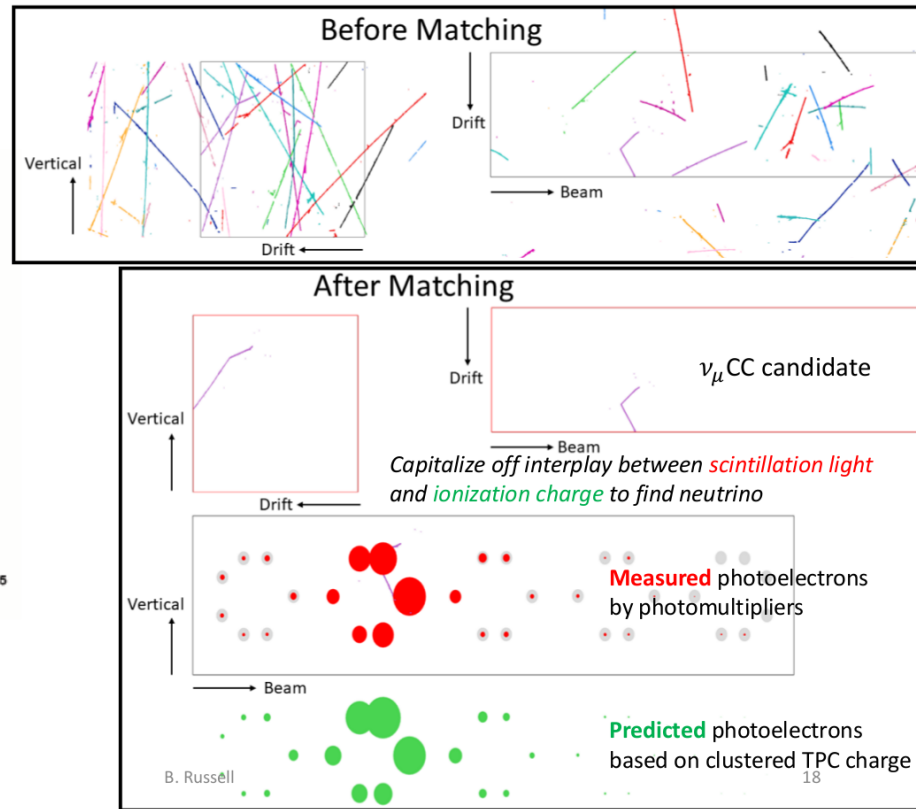 Before Matching
Drift
Vertical
Beam
Drift
After Matching
Drift
ν_μCC candidate
Vertical
Beam
Capitalize off interplay between scintillation light
and ionization charge to find neutrino
Drift
Measured photoelectrons
by photomultipliers
Vertical
Beam
Predicted photoelectrons
based on clustered TPC charge
B. Russell
18
5